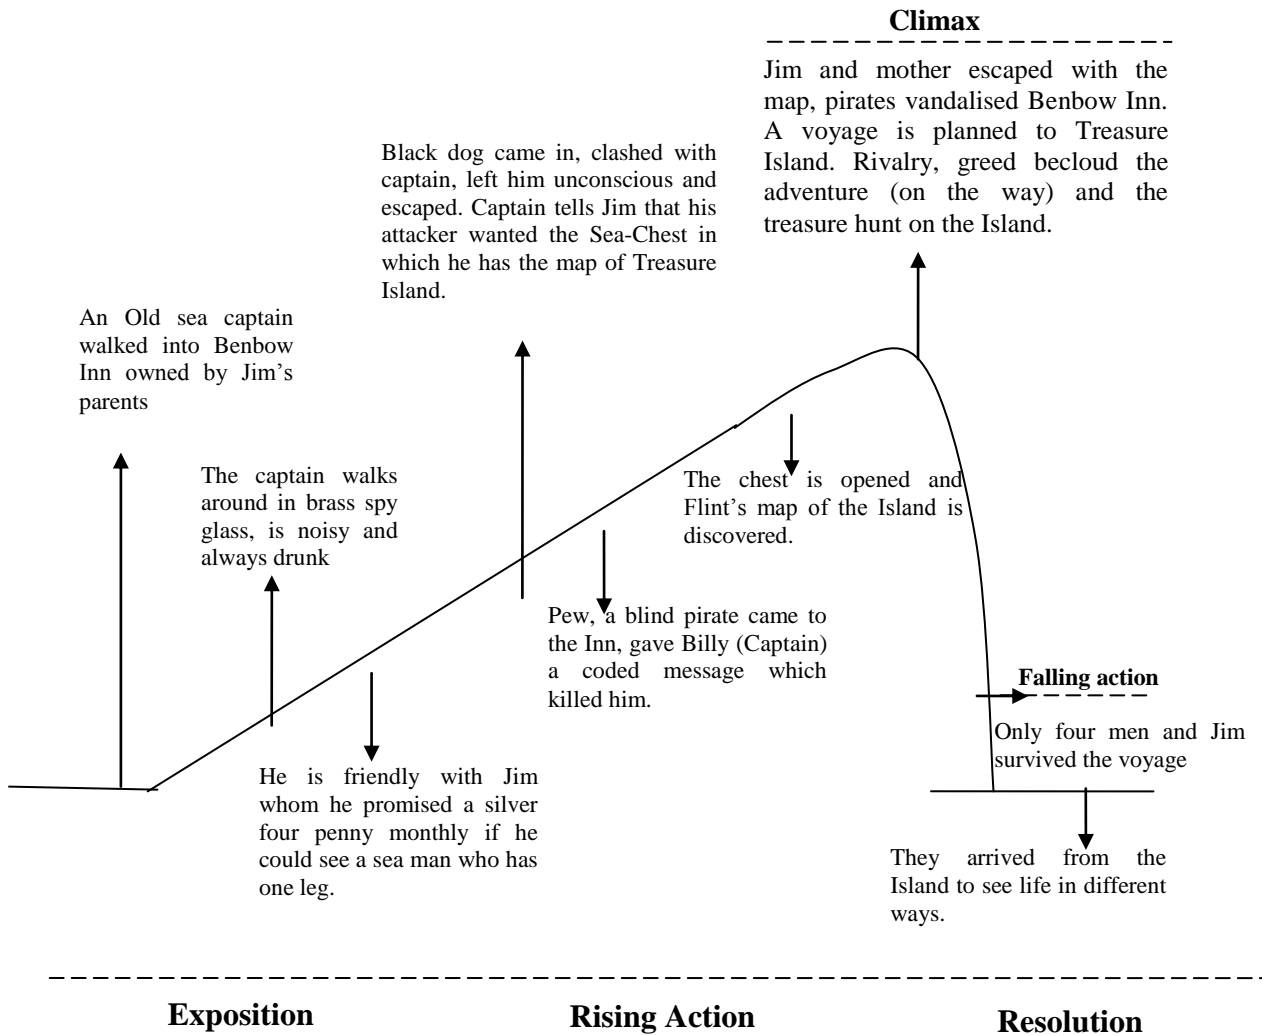 Climax
Jim and mother escaped with the
map, pirates vandalised Benbow Inn.
A voyage is planned to Treasure
Island. Rivalry, greed becloud the
adventure (on the way) and the
treasure hunt on the Island.
Black dog came in, clashed with
captain, left him unconscious and
escaped. Captain tells Jim that his
attacker wanted the Sea-Chest in
which he has the map of Treasure
Island.
An Old sea captain
walked into Benbow
Inn owned by Jim's
parents
The captain walks
around in brass spy
glass, is noisy and
always drunk
The chest is opened and
Flint's map of the Island is
discovered.
Pew, a blind pirate came to
the Inn, gave Billy (Captain)
a coded message which
killed him.
Falling action
Only four men and Jim
survived the voyage
He is friendly with Jim
whom he promised a silver
four penny monthly if he
could see a sea man who has
one leg.
They arrived from the
Island to see life in different
ways.
Exposition
Rising Action
Resolution